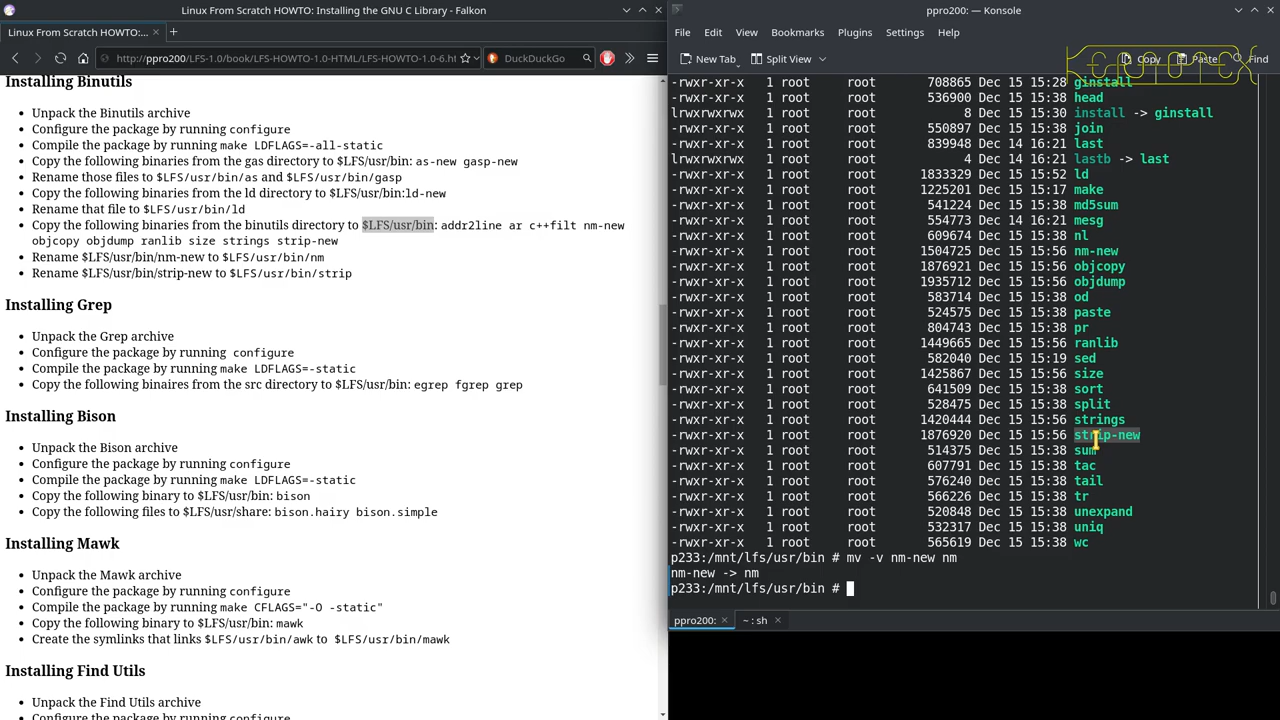 Linux From Scratch HOWTO: Installing the GNU C Library - Falkon
Linux From Scratch HOWTO:...
http://ppro200/LFS-1.0/book/LFS-HOWTO-1.0-HTML/LFS-HOWTO-1.0-6.ht
DuckDuckGo
Installing Binutils
Unpack the Binutils archive
Configure the package by running configure
Compile the package by running make LDFLAGS=-all-static
Copy the following binaries from the gas directory to $LFS/usr/bin: as-new gasp-new
Rename those files to $LFS/usr/bin/as and $LFS/usr/bin/gasp
Copy the following binaries from the ld directory to $LFS/usr/bin:ld-new
Rename that file to $LFS/usr/bin/ld
Copy the following binaries from the binutils directory to $LFS/usr/bin: addr2line ar c++filt nm-new
objcopy objdump ranlib size strings strip-new
Rename $LFS/usr/bin/nm-new to $LFS/usr/bin/nm
Rename $LFS/usr/bin/strip-new to $LFS/usr/bin/strip
Installing Grep
Unpack the Grep archive
Configure the package by running configure
Compile the package by running make LDFLAGS=-static
Copy the following binaires from the src directory to $LFS/usr/bin: egrep fgrep grep
Installing Bison
Unpack the Bison archive
Configure the package by running configure
Compile the package by running make LDFLAGS=-static
Copy the following binary to $LFS/usr/bin: bison
Copy the following files to $LFS/usr/share: bison.hairy bison.simple
Installing Mawk
Unpack the Mawk archive
Configure the package by running configure
Compile the package by running make CFLAGS="-O -static"
Copy the following binary to $LFS/usr/bin: mawk
Create the symlinks that links $LFS/usr/bin/awk to $LFS/usr/bin/mawk
Installing Find Utils
Unpack the Find Utils archive
Configure the package by running configure
ppro200: — Konsole
File Edit View Bookmarks Plugins Settings Help
New Tab Split View Copy Paste Find
-rwxr-xr-x 1 root root 708865 Dec 15 15:28 ginstall
-rwxr-xr-x 1 root root 536900 Dec 15 15:38 head
lrwxrwxrwx 1 root root 8 Dec 15 15:30 install -> ginstall
-rwxr-xr-x 1 root root 550897 Dec 15 15:38 join
-rwxr-xr-x 1 root root 839948 Dec 14 16:21 last
lrwxrwxrwx 1 root root 4 Dec 14 16:21 lastb -> last
-rwxr-xr-x 1 root root 1833329 Dec 15 15:52 ld
-rwxr-xr-x 1 root root 1225201 Dec 15 15:17 make
-rwxr-xr-x 1 root root 541224 Dec 15 15:38 md5sum
-rwxr-xr-x 1 root root 554773 Dec 14 16:21 mesg
-rwxr-xr-x 1 root root 609674 Dec 15 15:38 nl
-rwxr-xr-x 1 root root 1504725 Dec 15 15:56 nm-new
-rwxr-xr-x 1 root root 1876921 Dec 15 15:56 objcopy
-rwxr-xr-x 1 root root 1935712 Dec 15 15:56 objdump
-rwxr-xr-x 1 root root 583714 Dec 15 15:38 od
-rwxr-xr-x 1 root root 524575 Dec 15 15:38 paste
-rwxr-xr-x 1 root root 804743 Dec 15 15:38 pr
-rwxr-xr-x 1 root root 1449665 Dec 15 15:56 ranlib
-rwxr-xr-x 1 root root 582040 Dec 15 15:19 sed
-rwxr-xr-x 1 root root 1425867 Dec 15 15:56 size
-rwxr-xr-x 1 root root 641509 Dec 15 15:38 sort
-rwxr-xr-x 1 root root 528475 Dec 15 15:38 split
-rwxr-xr-x 1 root root 1420444 Dec 15 15:56 strings
-rwxr-xr-x 1 root root 1876920 Dec 15 15:56 strip-new
-rwxr-xr-x 1 root root 514375 Dec 15 15:38 sum
-rwxr-xr-x 1 root root 607791 Dec 15 15:38 tac
-rwxr-xr-x 1 root root 576240 Dec 15 15:38 tail
-rwxr-xr-x 1 root root 566226 Dec 15 15:38 tr
-rwxr-xr-x 1 root root 520848 Dec 15 15:38 unexpand
-rwxr-xr-x 1 root root 532317 Dec 15 15:38 uniq
-rwxr-xr-x 1 root root 565619 Dec 15 15:38 wc
p233:/mnt/lfs/usr/bin # mv -v nm-new nm
nm-new -> nm
p233:/mnt/lfs/usr/bin #
ppro200:
~ : sh